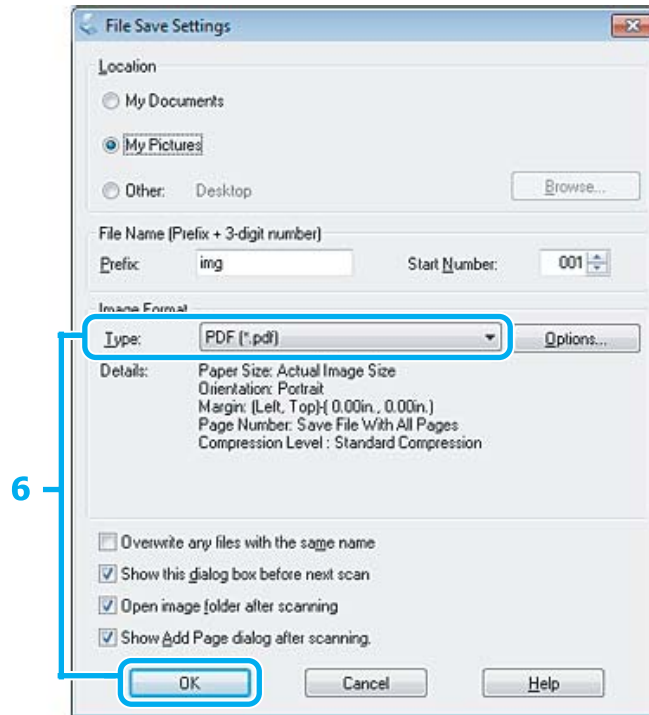 File Save Settings
Location
My Documents
My Pictures
Other: Desktop Browse...
File Name (Prefix + 3-digit number)
Prefix: img Start Number: 001
Image Format
Type: PDF (*.pdf) Options...
Details: Paper Size: Actual Image Size
Orientation: Portrait
Margin: (Left, Top)-( 0.00in., 0.00in.)
Page Number: Save File With All Pages
Compression Level : Standard Compression
6
Overwrite any files with the same name
Show this dialog box before next scan
Open image folder after scanning
Show Add Page dialog after scanning.
OK Cancel Help